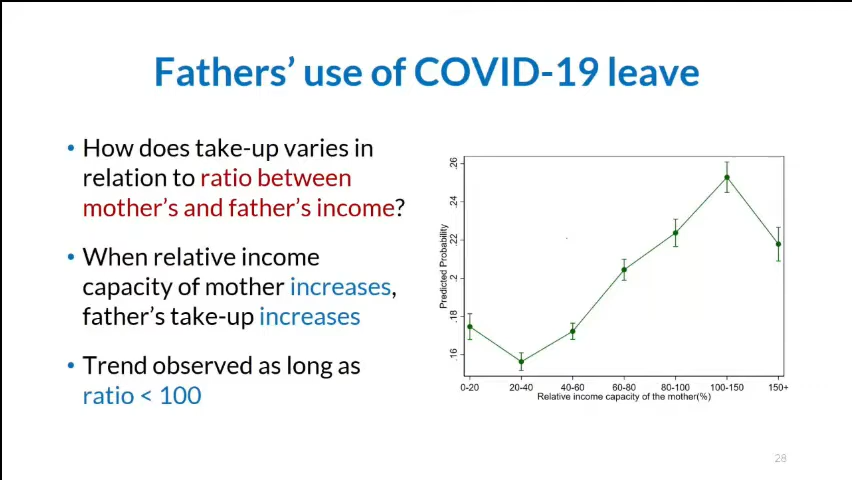 Fathers’ use of COVID-19 leave
• How does take-up varies in
relation to ratio between
mother’s and father’s income?
• When relative income
capacity of mother increases,
father’s take-up increases
• Trend observed as long as
ratio < 100
Predicted Probability
.26
.24
.22
.2
.18
.16
0-20 20-40 40-60 60-80 80-100 100-150 150+
Relative income capacity of the mother(%)
28